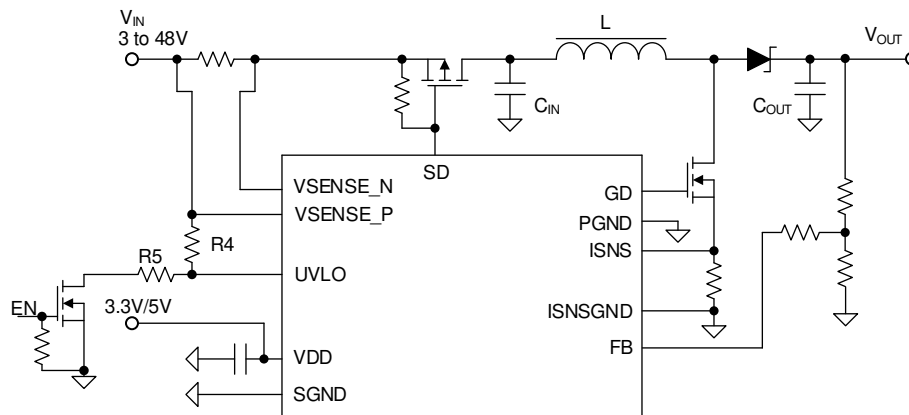 VIN
3 to 48V
L
VOUT
CIN
COUT
SD
VSENSE_N
VSENSE_P
GD
PGND
R4
R5
UVLO
ISNS
EN
3.3V/5V
ISNSGND
VDD
FB
SGND